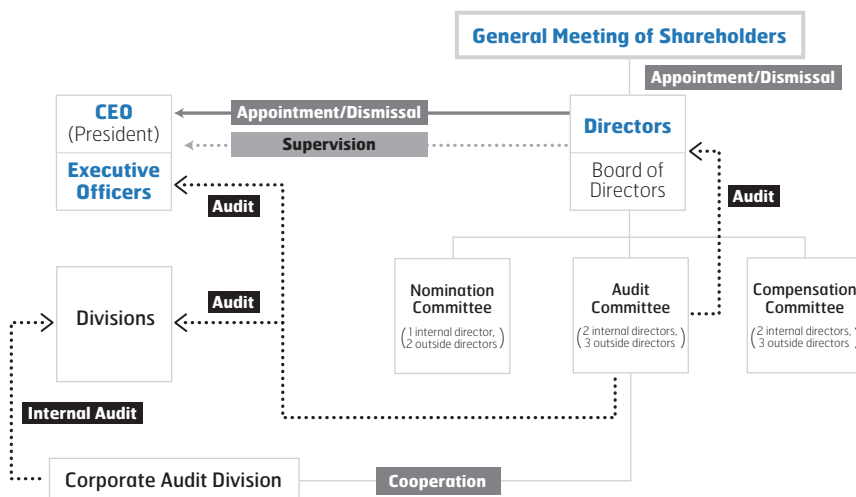 General Meeting of Shareholders
Appointment/Dismissal
CEO
(President)
Appointment/Dismissal
Directors
Supervision
Executive
Officers
Board of
Directors
Audit
Audit
Nomination
Committee
(1 internal director,
2 outside directors)
Audit
Committee
(2 internal directors,
3 outside directors)
Compensation
Committee
(2 internal directors,
3 outside directors)
Divisions
Audit
Internal Audit
Corporate Audit Division
Cooperation